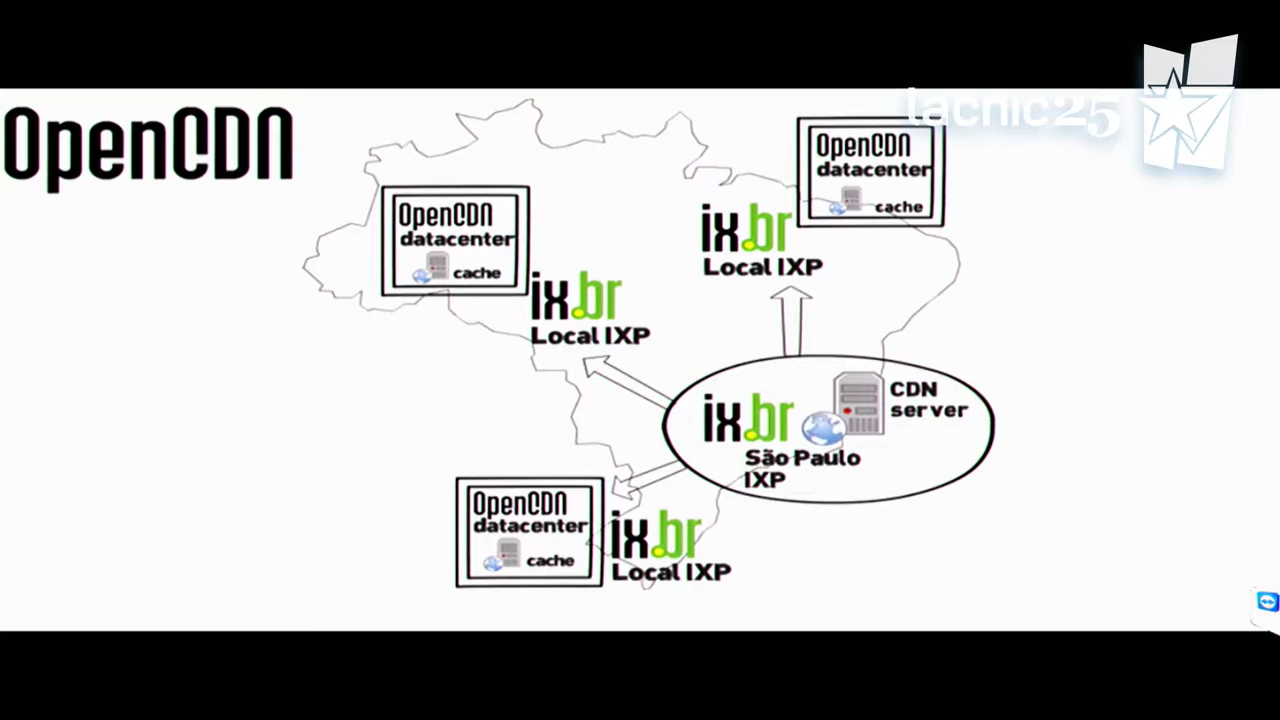 lacnic25
OpenCDN
OpenCDN
datacenter
cache
ix.br
Local IXP
OpenCDN
datacenter
cache
ix.br
Local IXP
ix.br
São Paulo
IXP
CDN
server
OpenCDN
datacenter
cache
ix.br
Local IXP